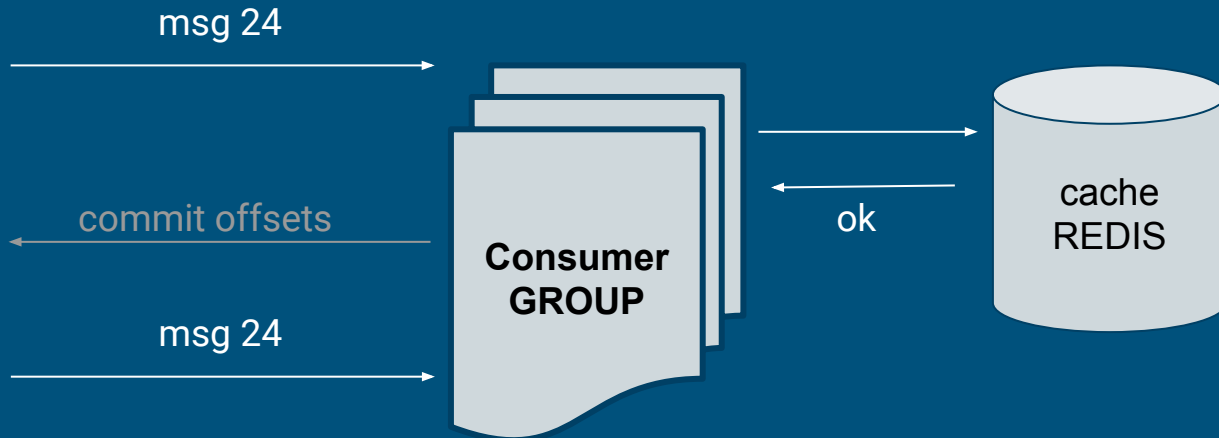 msg 24
commit offsets
msg 24
Consumer
GROUP
ok
cache
REDIS